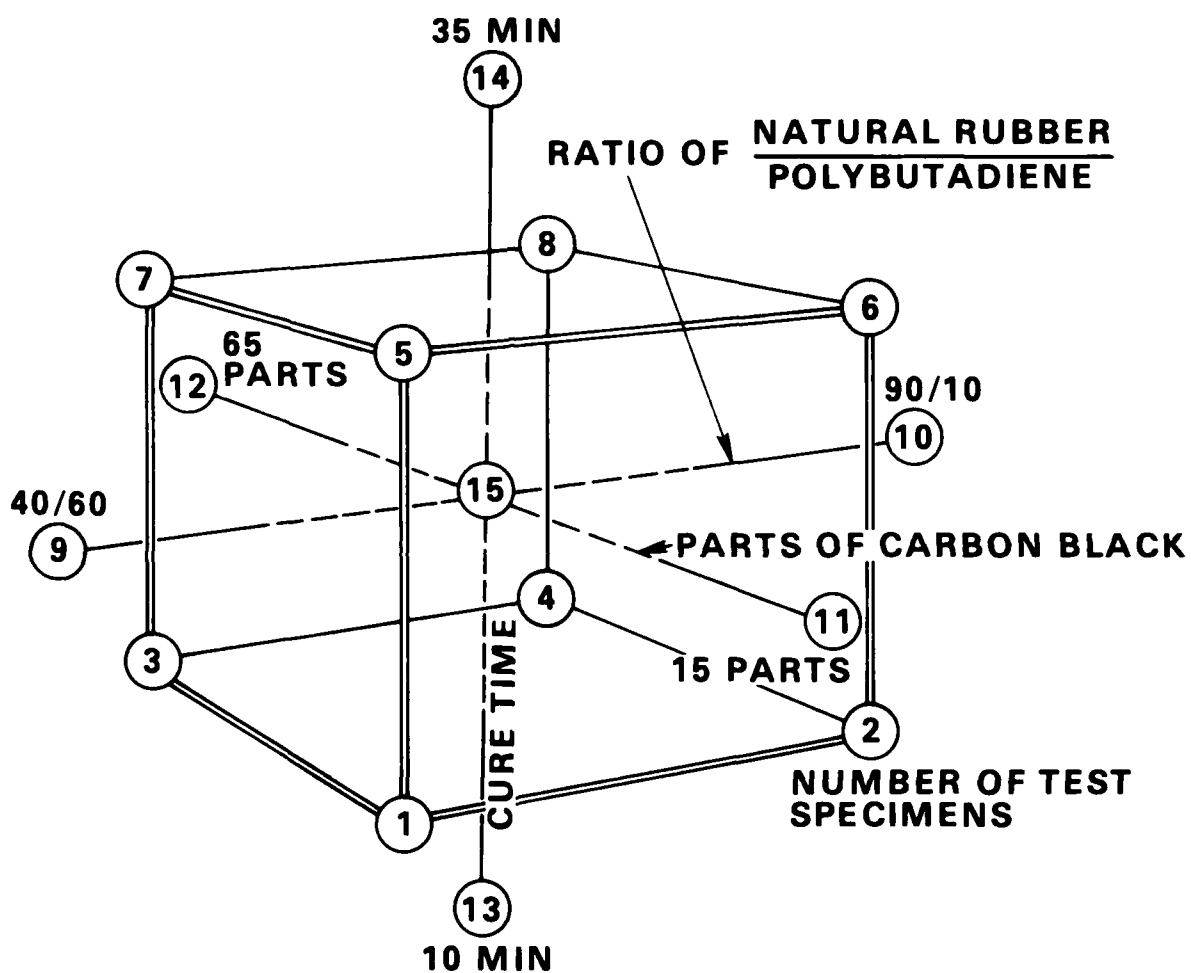 35 MIN
14
RATIO OF NATURAL RUBBER
POLYBUTADIENE
8
7
6
5
65
PARTS
12
90/10
10
15
40/60
9
PARTS OF CARBON BLACK
4
11
3
15 PARTS
CURE TIME
2
NUMBER OF TEST
SPECIMENS
1
13
10 MIN